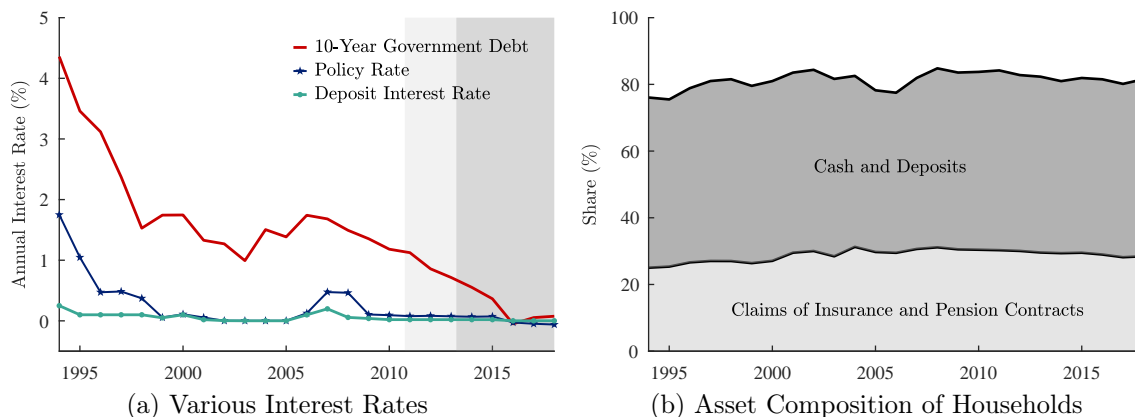 5
4
3
2
1
0
Annual Interest Rate (%)
10-Year Government Debt
Policy Rate
Deposit Interest Rate
1995 2000 2005 2010 2015
(a) Various Interest Rates
100
80
60
40
20
0
Share (%)
Cash and Deposits
Claims of Insurance and Pension Contracts
1995 2000 2005 2010 2015
(b) Asset Composition of Households